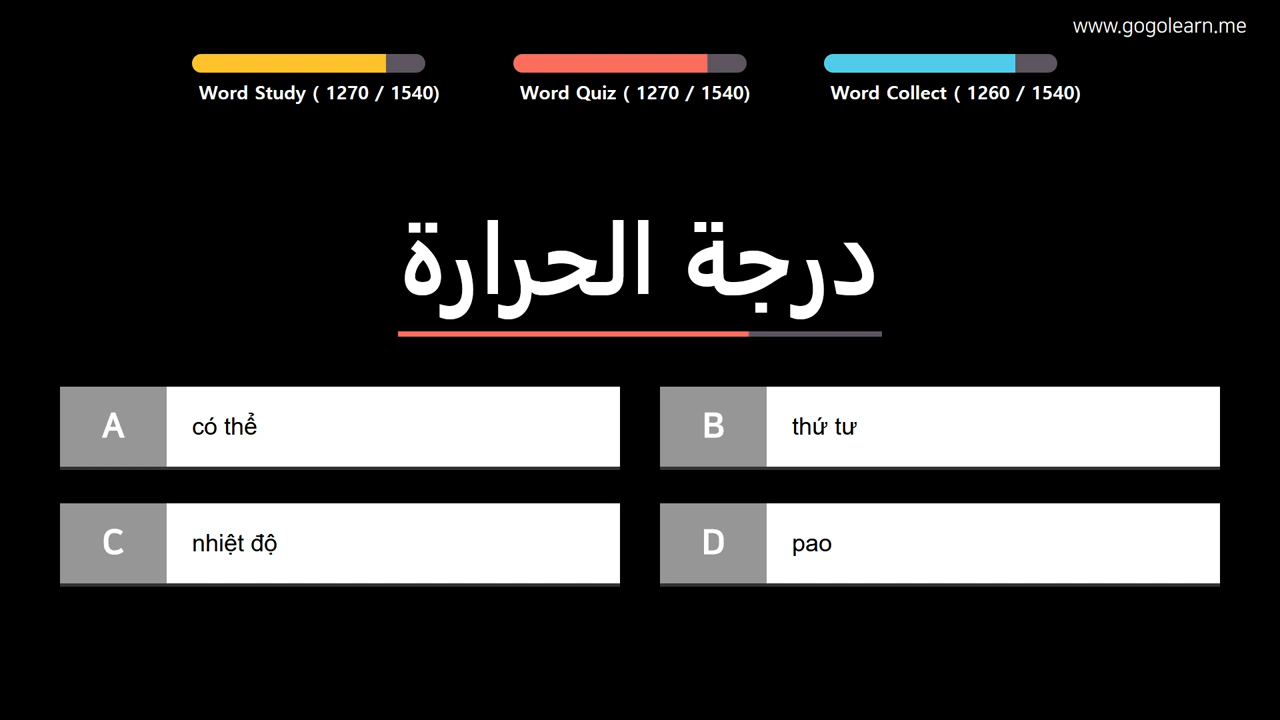 www.gogolearn.me
Word Study ( 1270 / 1540)
Word Quiz ( 1270 / 1540)
Word Collect ( 1260 / 1540)
درجة الحرارة
A
có thể
B
thứ tư
C
nhiệt độ
D
pao